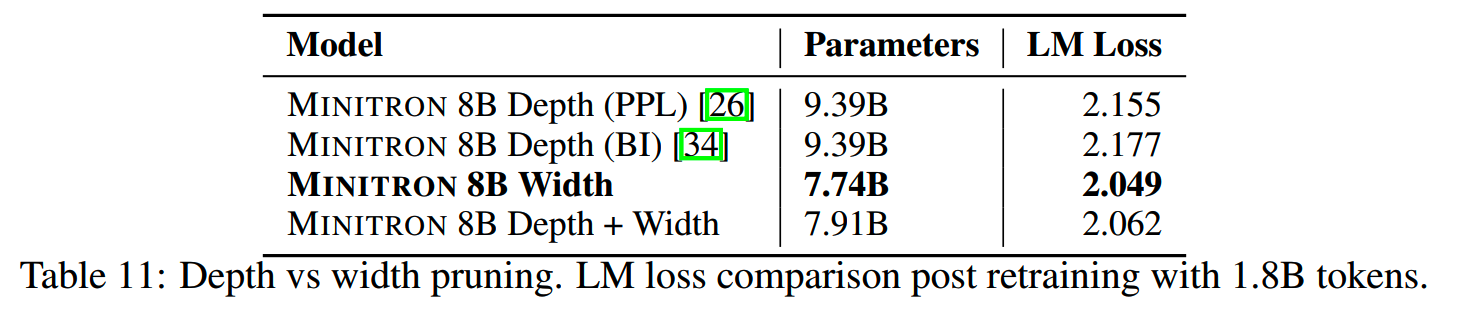 Model Parameters LM Loss
MINITRON 8B Depth (PPL) [26] 9.39B 2.155
MINITRON 8B Depth (BI) [34] 9.39B 2.177
MINITRON 8B Width 7.74B 2.049
MINITRON 8B Depth + Width 7.91B 2.062
Table 11: Depth vs width pruning. LM loss comparison post retraining with 1.8B tokens.